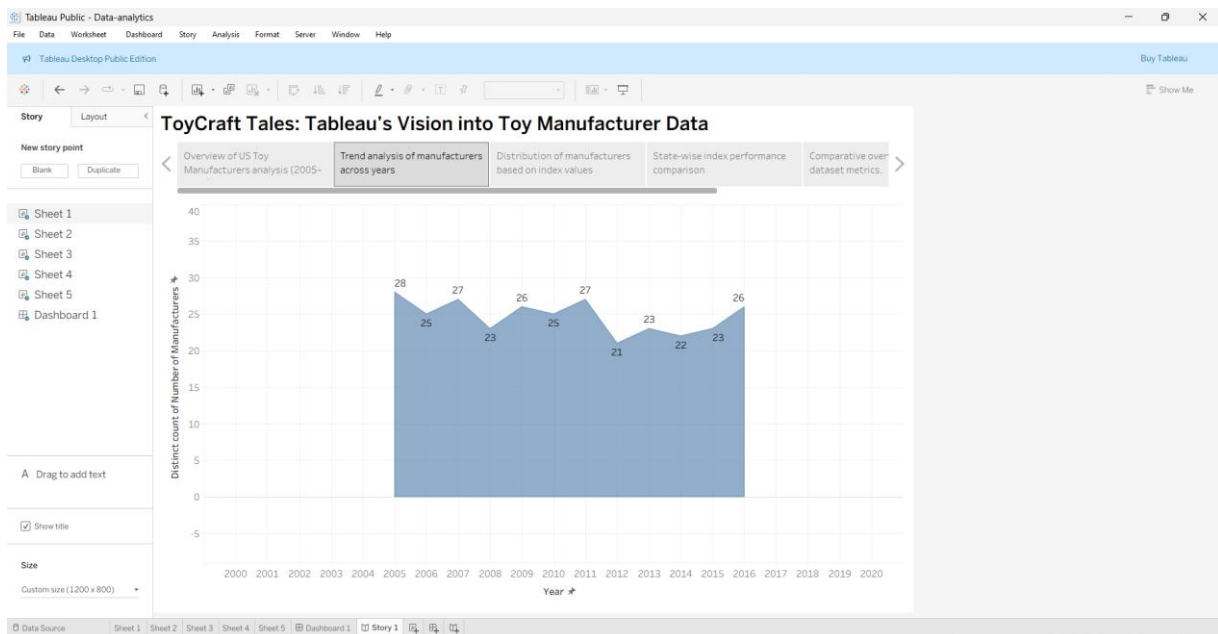 Tableau Public - Data-analytics
File Data Worksheet Dashboard Story Analysis Format Server Window Help
Tableau Desktop Public Edition
Buy Tableau
Show Me
Story Layout
New story point
Blank Duplicate
Sheet 1
Sheet 2
Sheet 3
Sheet 4
Sheet 5
Dashboard 1
A Drag to add text
Show title
Size
Custom size (1200 x 800)
ToyCraft Tales: Tableau's Vision into Toy Manufacturer Data
Overview of US Toy
Manufacturers analysis (2005–
Trend analysis of manufacturers
across years
Distribution of manufacturers
based on index values
State-wise index performance
comparison
Comparative over
dataset metrics.
Distinct count of Number of Manufacturers
40
35
30
25
20
15
10
5
0
-5
28 25 27 23 26 25 27 21 23 22 23 26
2000 2001 2002 2003 2004 2005 2006 2007 2008 2009 2010 2011 2012 2013 2014 2015 2016 2017 2018 2019 2020
Year
Data Source Sheet 1 Sheet 2 Sheet 3 Sheet 4 Sheet 5 Dashboard 1 Story 1